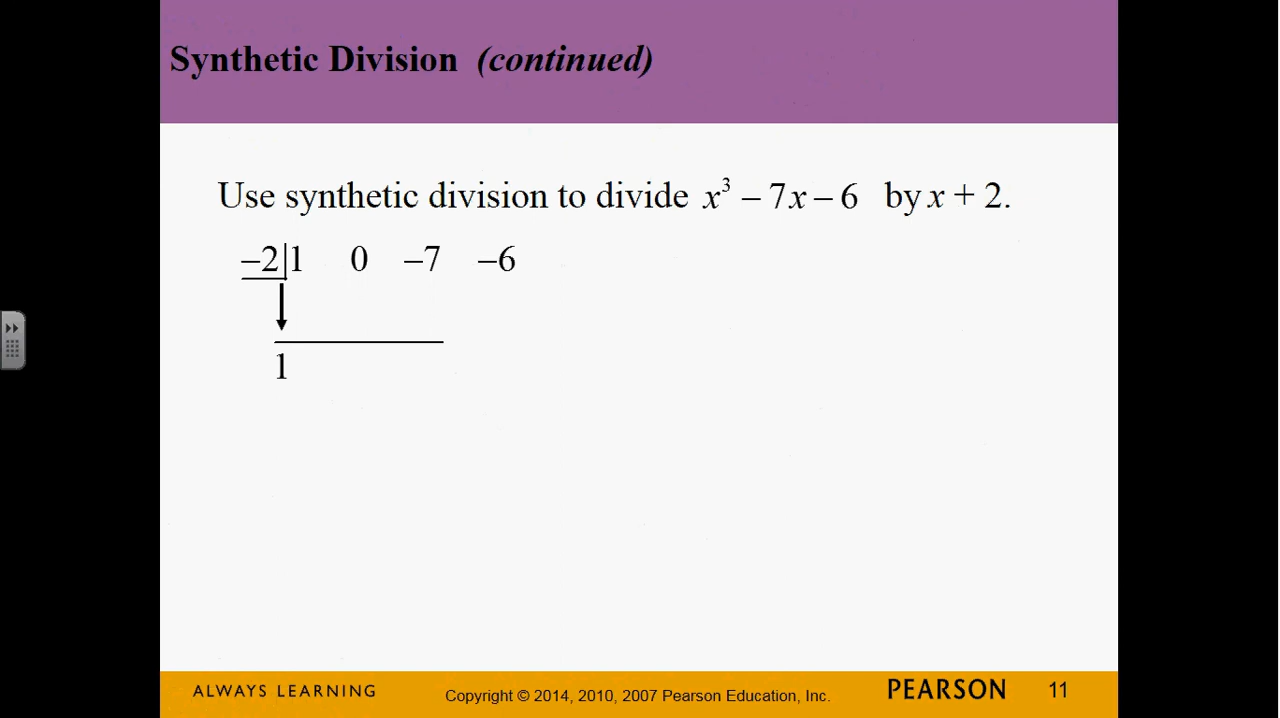 Synthetic Division (continued)
Use synthetic division to divide x³ – 7x – 6 by x + 2.
–2|1 0 –7 –6
1
ALWAYS LEARNING Copyright © 2014, 2010, 2007 Pearson Education, Inc. PEARSON 11